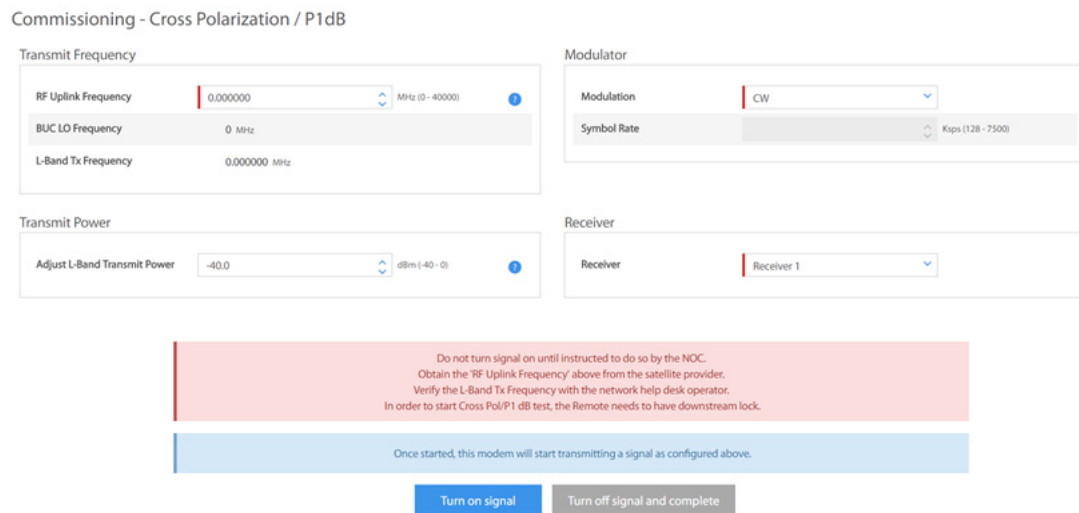 Commissioning - Cross Polarization / P1dB
Transmit Frequency
RF Uplink Frequency 0.000000 MHz (0 - 40000) ?
BUC LO Frequency 0 MHz
L-Band Tx Frequency 0.000000 MHz
Modulator
Modulation CW
Symbol Rate Ksps (128 - 7500)
Transmit Power
Adjust L-Band Transmit Power -40.0 dBm (-40 - 0) ?
Receiver
Receiver Receiver 1
Do not turn signal on until instructed to do so by the NOC.
Obtain the 'RF Uplink Frequency' above from the satellite provider.
Verify the L-Band Tx Frequency with the network help desk operator.
In order to start Cross Pol/P1 dB test, the Remote needs to have downstream lock.
Once started, this modem will start transmitting a signal as configured above.
Turn on signal Turn off signal and complete